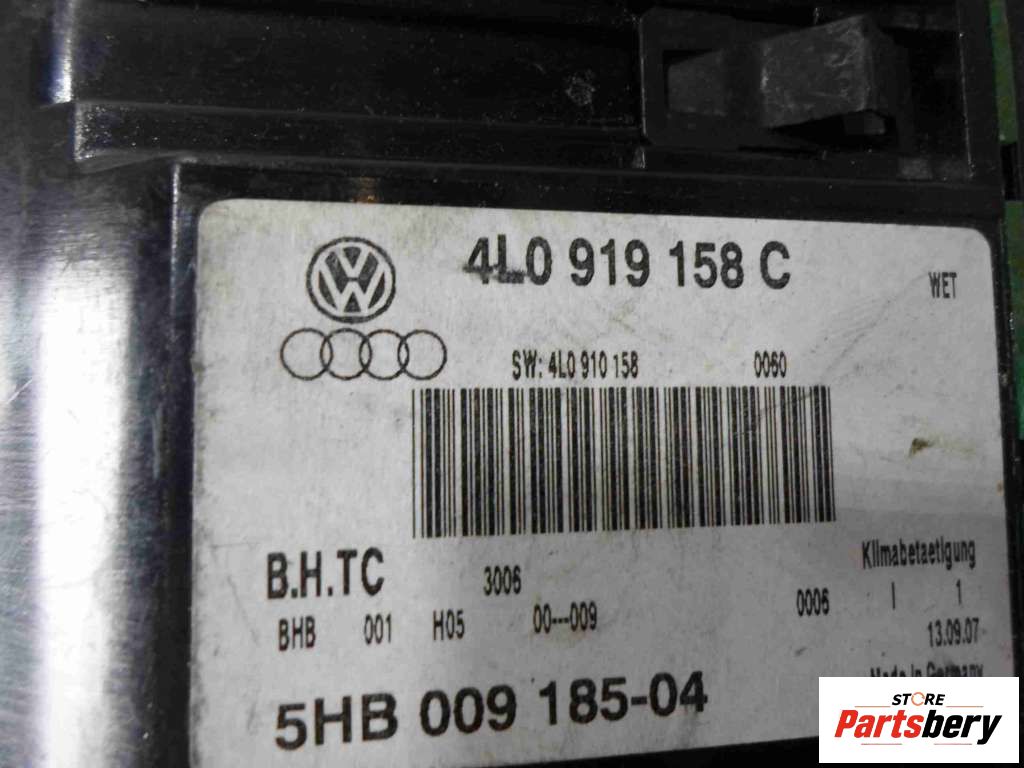 4L0 919 158 C
WET
SW: 4L0 910 158 0060
B.H.TC 3006
Klimabetaetigung
BHB 001 H05 00---009 0006 I 1
13.09.07
Made in Germany
5HB 009 185-04
STORE
Partsbery